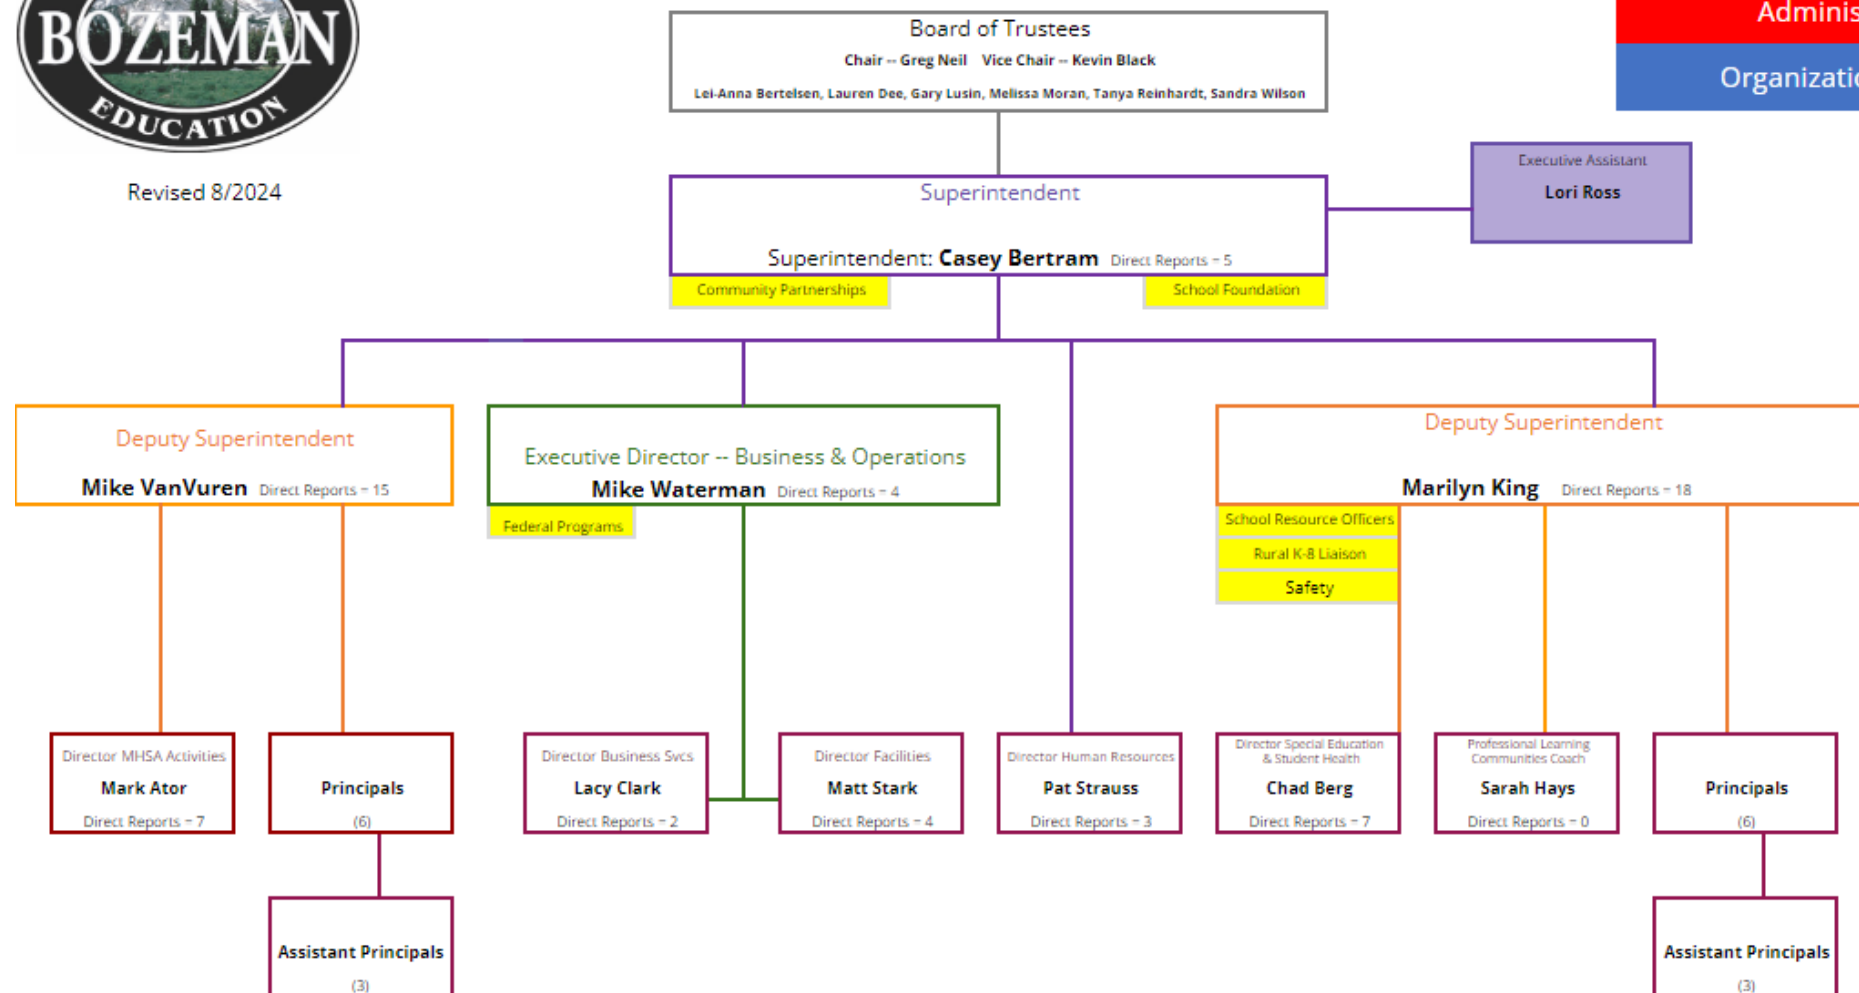 BOZEMAN
EDUCATION
Revised 8/2024
Board of Trustees
Chair -- Greg Neil Vice Chair -- Kevin Black
Lei-Anna Bertelsen, Lauren Dee, Gary Lusin, Melissa Moran, Tanya Reinhardt, Sandra Wilson
Adminis
Organizatio
Executive Assistant
Lori Ross
Superintendent
Superintendent: Casey Bertram Direct Reports = 5
Community Partnerships
School Foundation
Deputy Superintendent
Mike VanVuren Direct Reports = 15
Executive Director -- Business & Operations
Mike Waterman Direct Reports = 4
Federal Programs
Deputy Superintendent
Marilyn King Direct Reports = 18
School Resource Officers
Rural K-8 Liaison
Safety
Director MHSA Activities
Mark Ator
Direct Reports = 7
Principals
(6)
Director Business Svcs
Lacy Clark
Direct Reports = 2
Director Facilities
Matt Stark
Direct Reports = 4
Director Human Resources
Pat Strauss
Direct Reports = 3
Director Special Education
& Student Health
Chad Berg
Direct Reports = 7
Professional Learning
Communities Coach
Sarah Hays
Direct Reports = 0
Principals
(6)
Assistant Principals
(3)
Assistant Principals
(3)